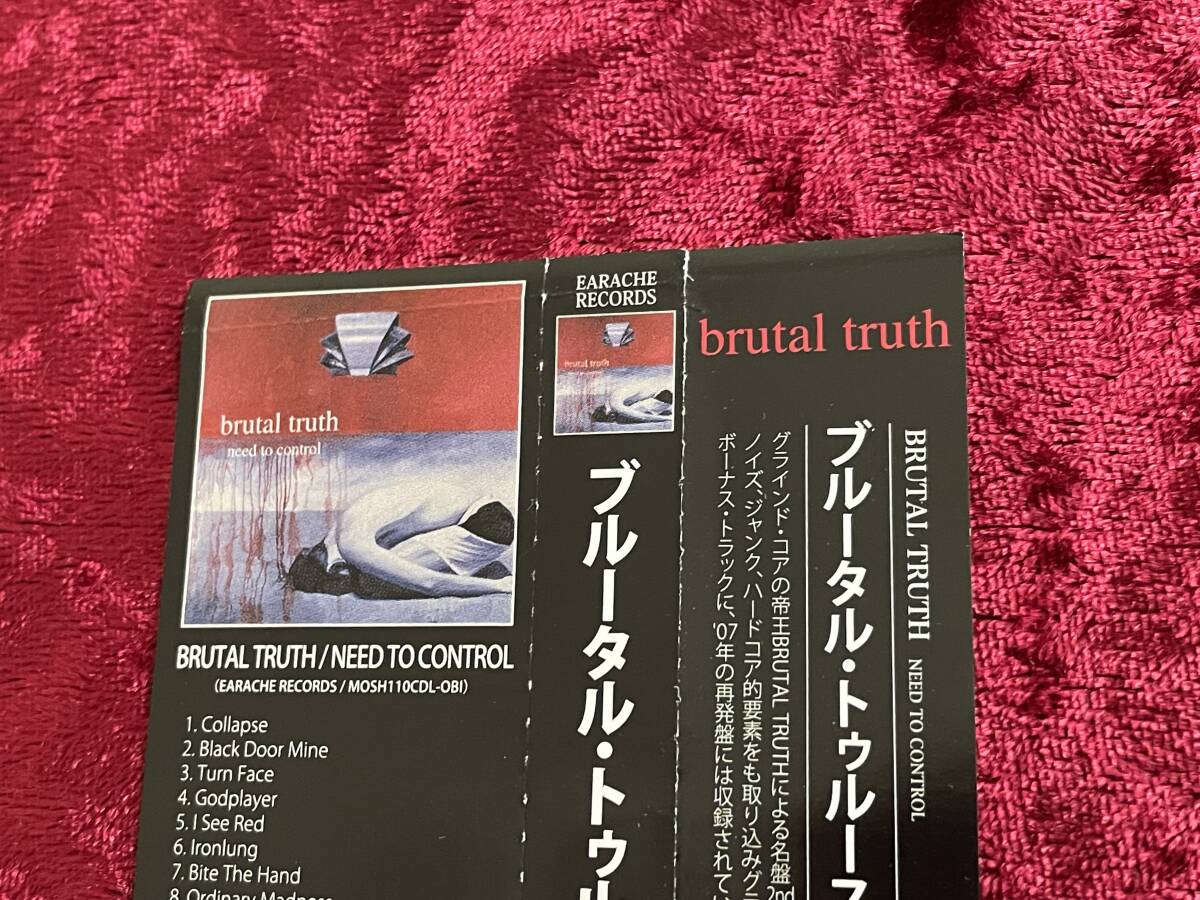 brutal truth
need to control
BRUTAL TRUTH / NEED TO CONTROL
(EARACHE RECORDS / MOSH110CDL-OBI)
1. Collapse
2. Black Door Mine
3. Turn Face
4. Godplayer
5. I See Red
6. Ironlung
7. Bite The Hand
8. Ordinary Madness
EARACHE
RECORDS
brutal truth
ブルータル・トゥル
brutal truth
BRUTAL TRUTH NEED TO CONTROL
ブルータル・トゥルース
グラインド・コアの帝王BRUTAL TRUTHによる名盤2nd
ノイズ、ジャンク、ハードコア的要素をも取り込みグラ
ボーナス・トラックに、'07年の再発盤には収録されてい